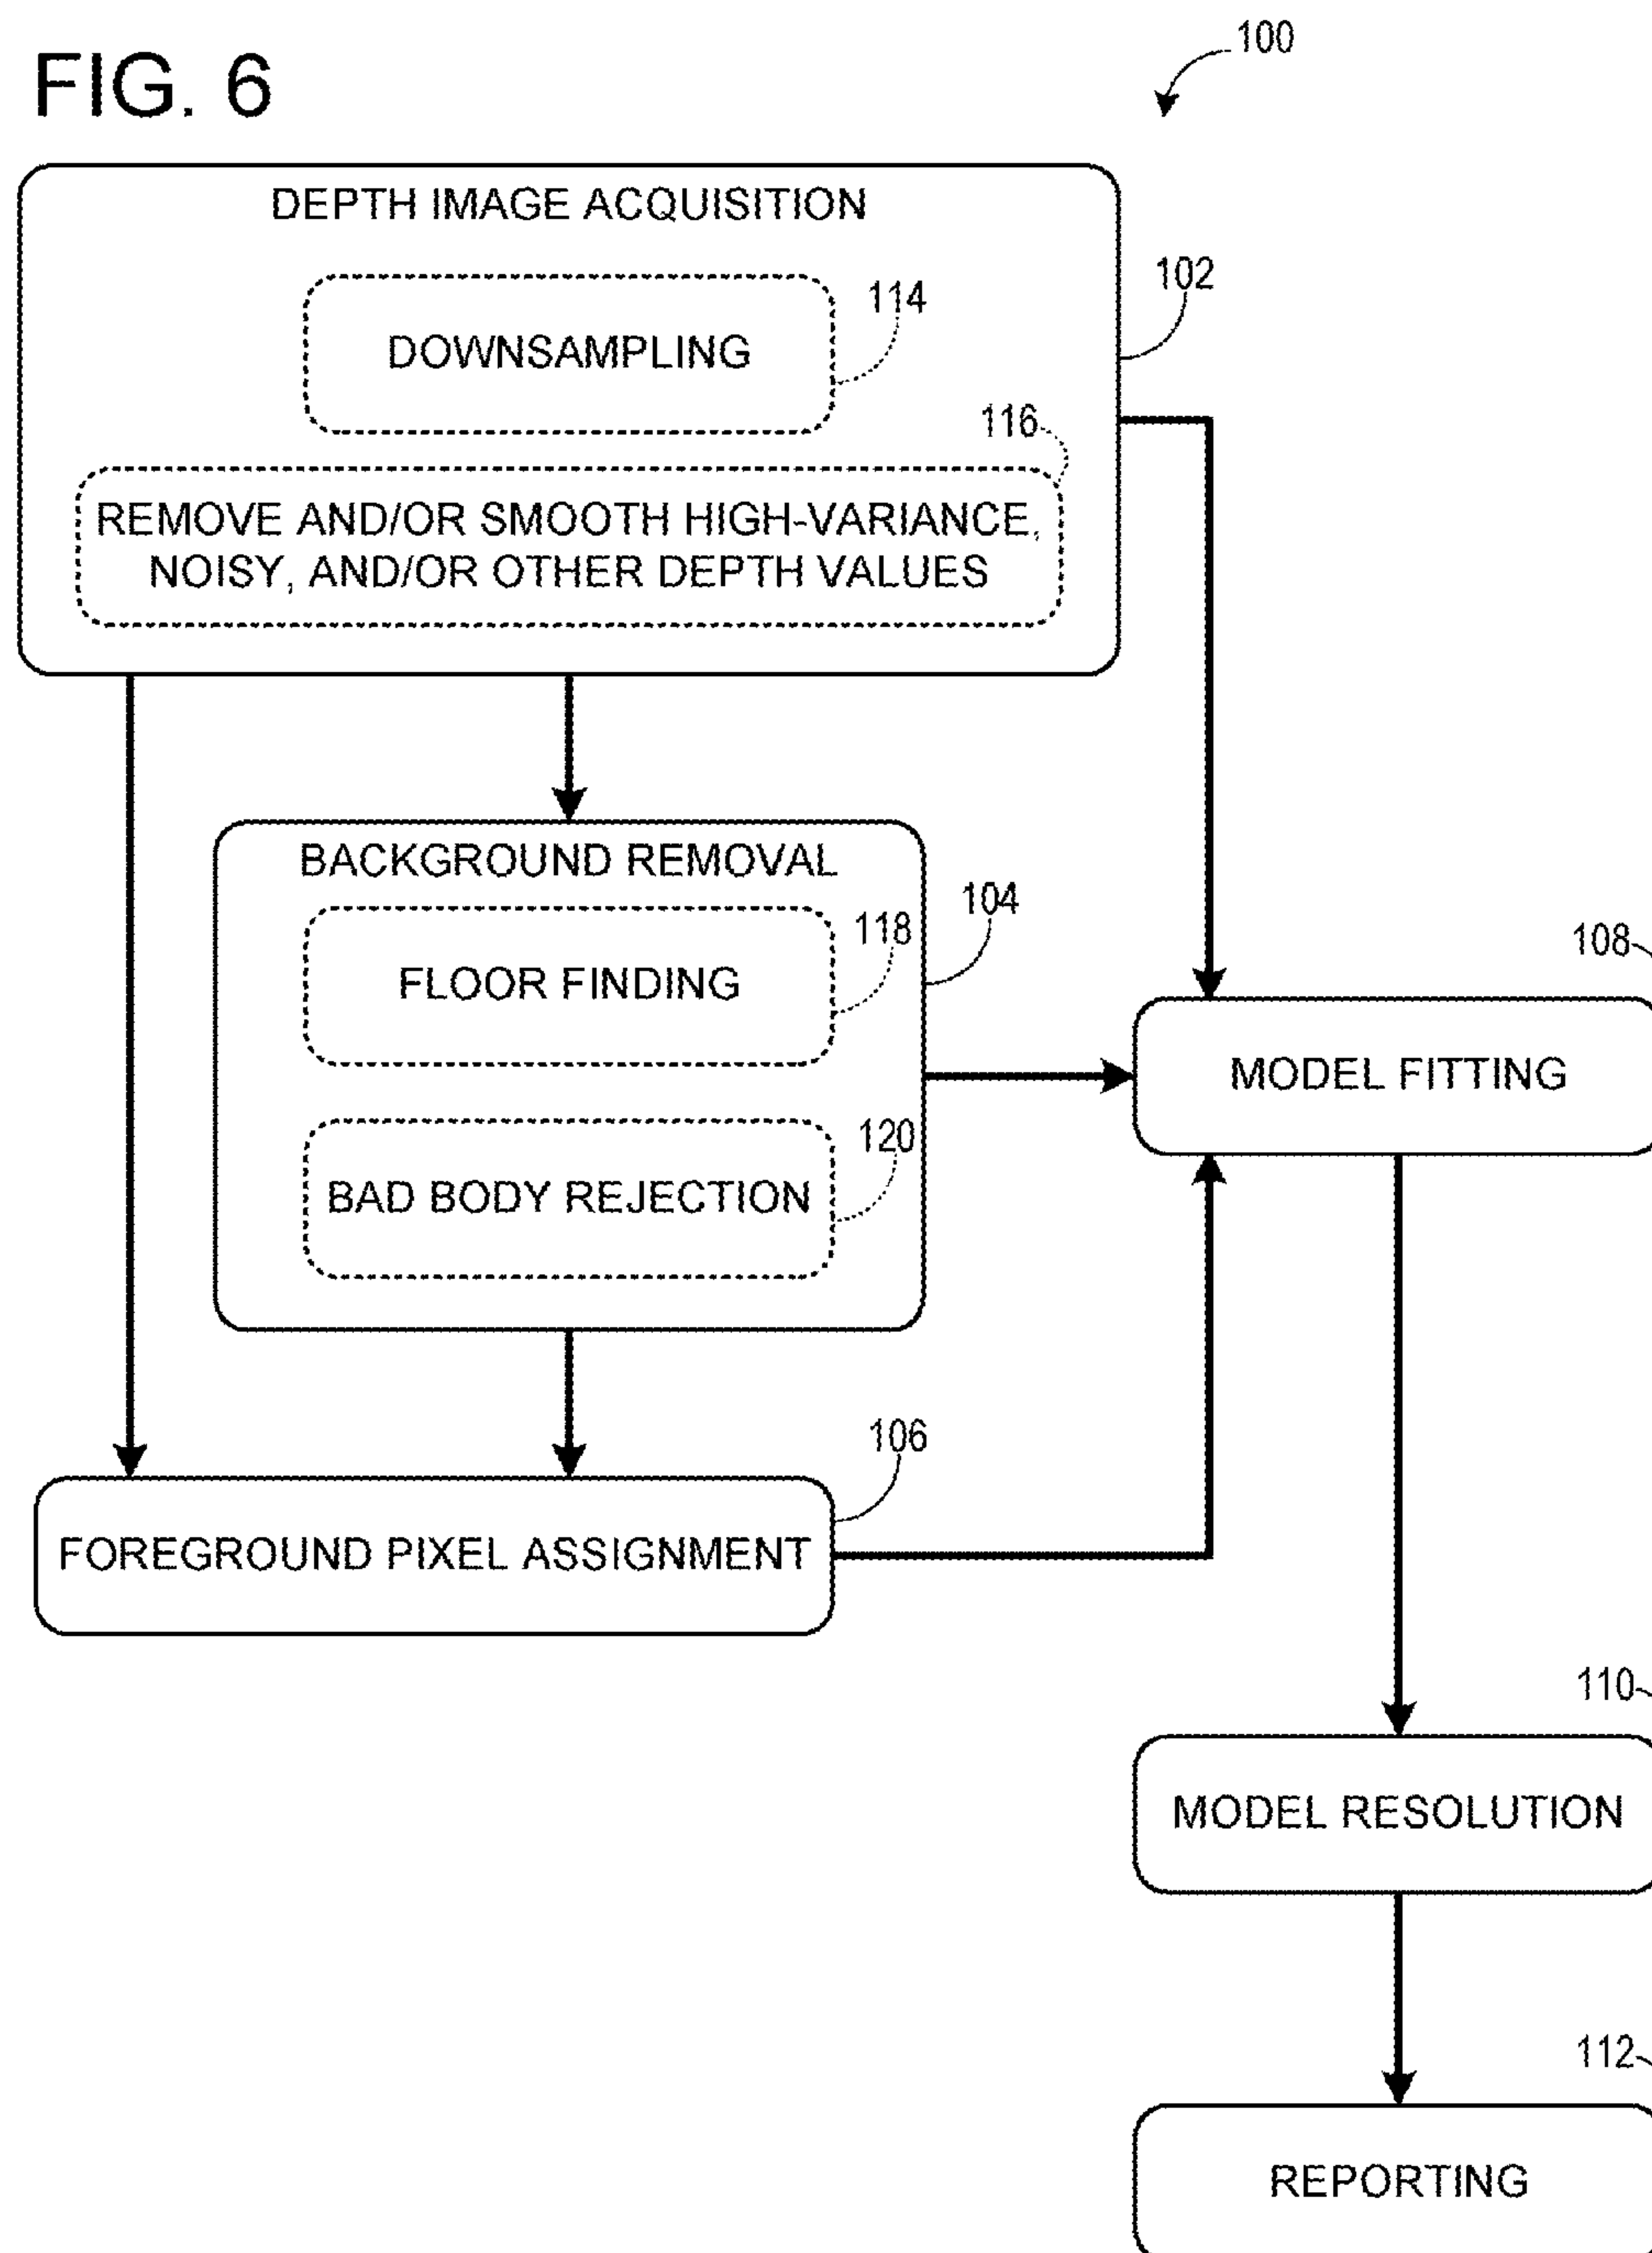 FIG. 6
100
DEPTH IMAGE ACQUISITION
102
114
DOWNSAMPLING
116
REMOVE AND/OR SMOOTH HIGH-VARIANCE,
NOISY, AND/OR OTHER DEPTH VALUES
BACKGROUND REMOVAL
104
118
FLOOR FINDING
108
MODEL FITTING
120
BAD BODY REJECTION
106
FOREGROUND PIXEL ASSIGNMENT
110
MODEL RESOLUTION
112
REPORTING